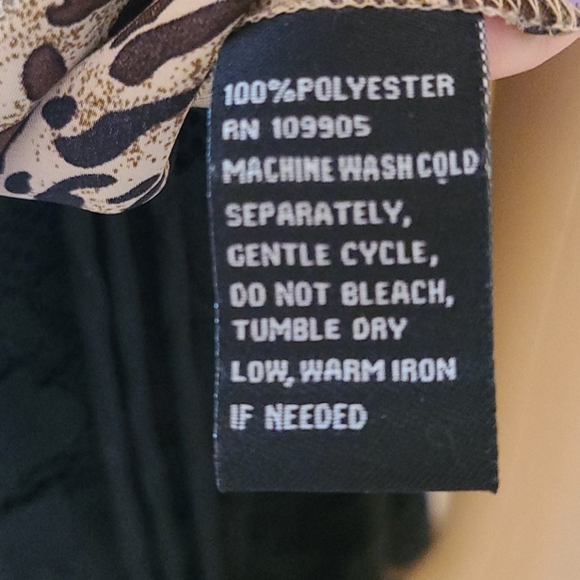 100%POLYESTER
RN 109905
MACHINE WASH COLD
SEPARATELY,
GENTLE CYCLE,
DO NOT BLEACH,
TUMBLE DRY
LOW, WARM IRON
IF NEEDED